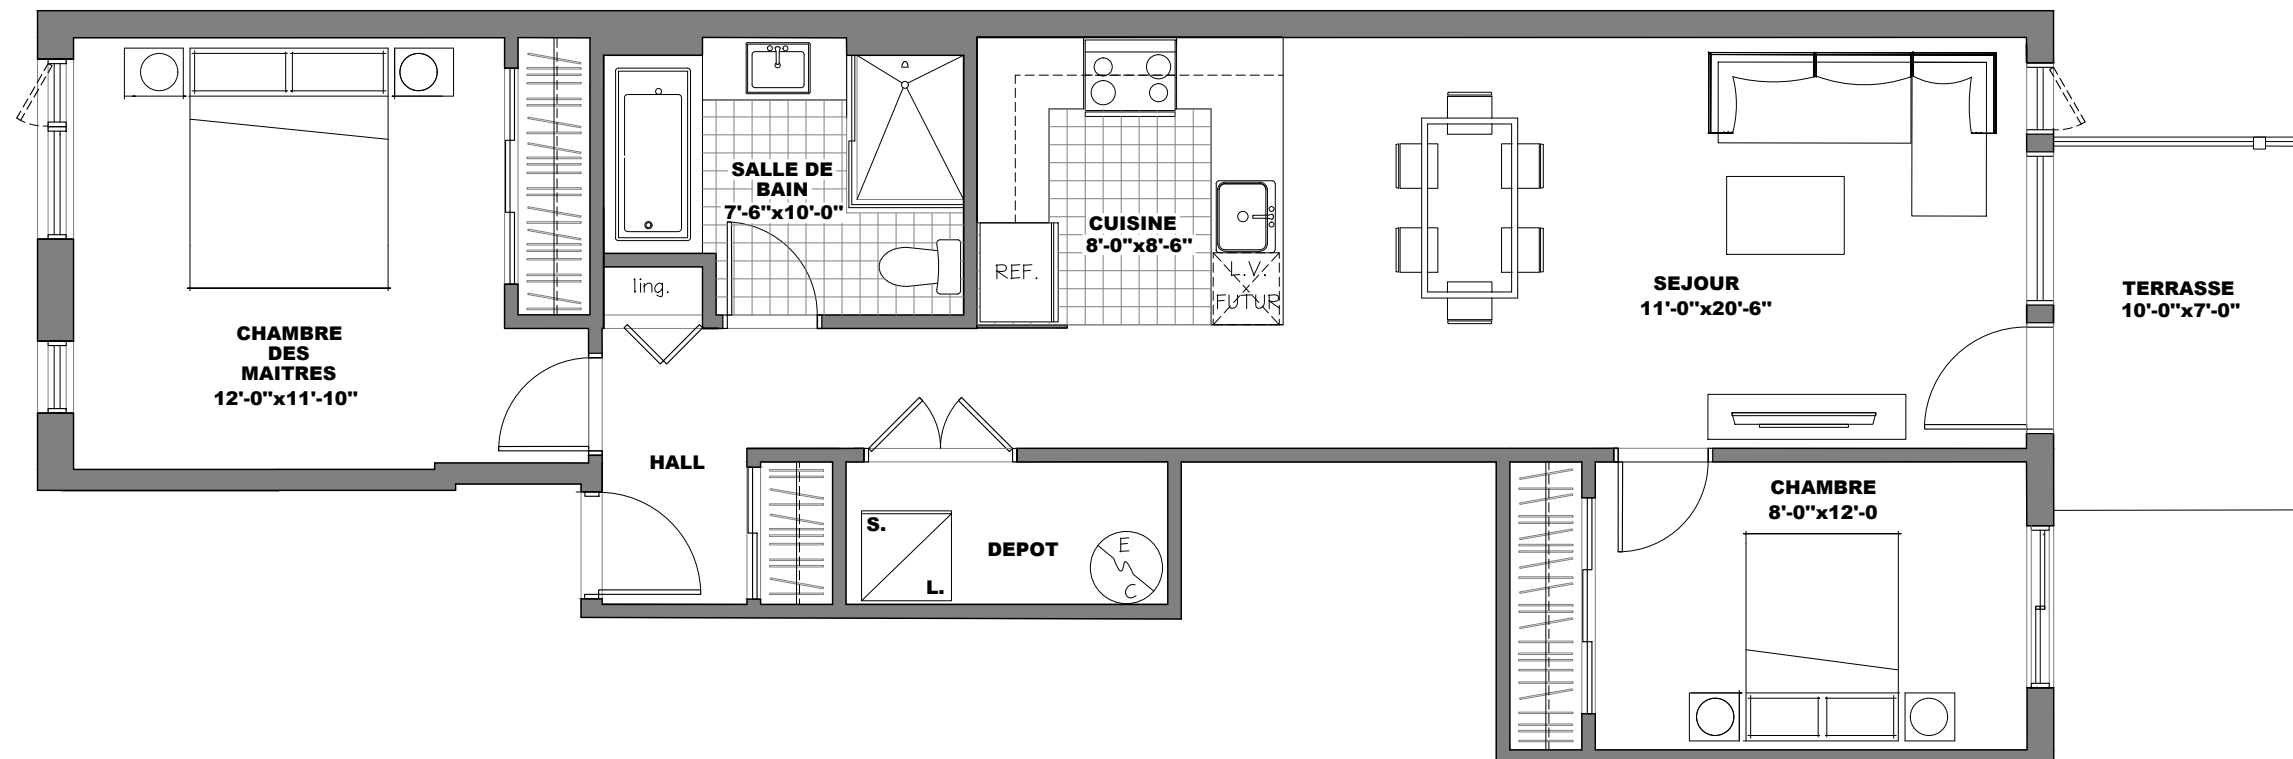 CHAMBRE
DES
MAITRES
12'-0"x11'-10"
SALLE DE
BAIN
7'-6"x10'-0"
ling.
CUISINE
8'-0"x8'-6"
REF.
L.V.
FUTUR
SEJOUR
11'-0"x20'-6"
TERRASSE
10'-0"x7'-0"
HALL
S.
L.
DEPOT
E
C
CHAMBRE
8'-0"x12'-0